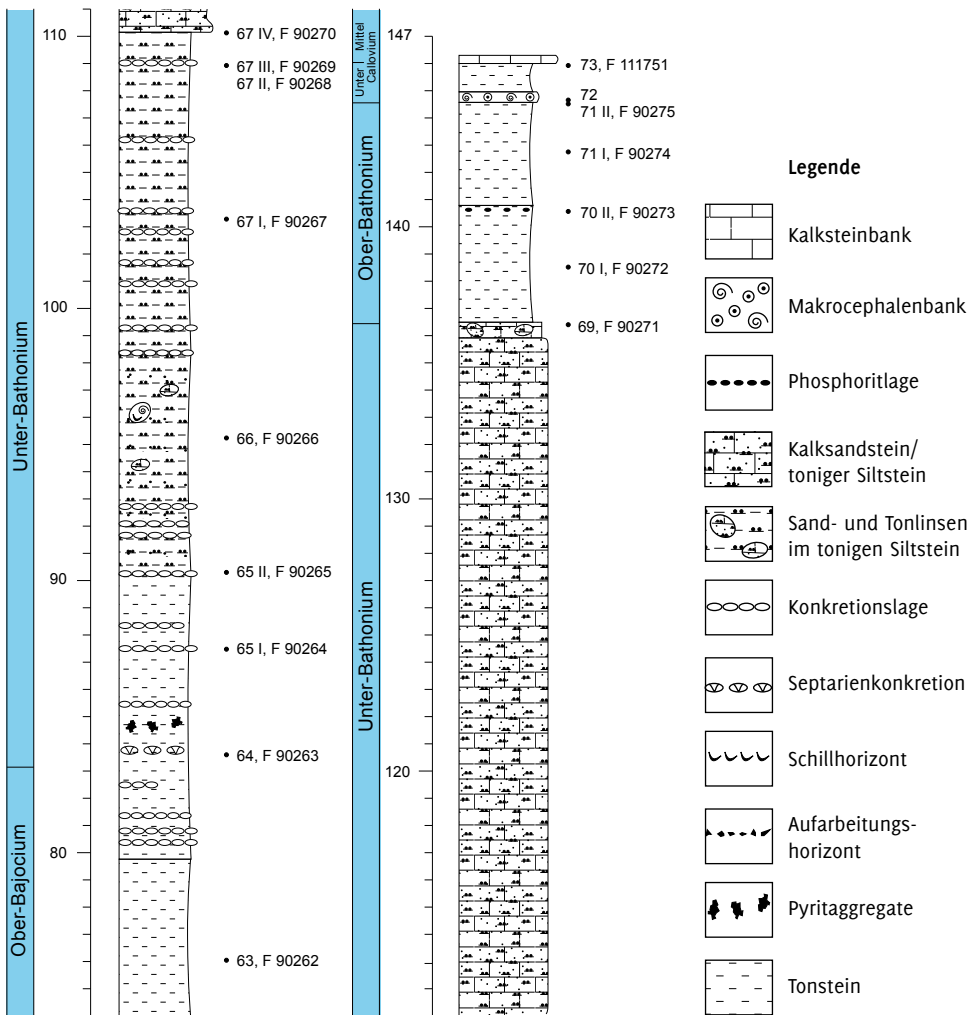 Unter-Bathonium
Ober-Bajocium
110
100
90
80
67 IV, F 90270
67 III, F 90269
67 II, F 90268
67 I, F 90267
66, F 90266
65 II, F 90265
65 I, F 90264
64, F 90263
63, F 90262
Mittel
Unter
Callovium
Ober-Bathonium
Unter-Bathonium
147
140
130
120
73, F 111751
72
71 II, F 90275
71 I, F 90274
70 II, F 90273
70 I, F 90272
69, F 90271
Legende
Kalksteinbank
Makrocephalenbank
Phosphoritlage
Kalksandstein/
toniger Siltstein
Sand- und Tonlinsen
im tonigen Siltstein
Konkretionslage
Septarienkonkretion
Schillhorizont
Aufarbeitungs-
horizont
Pyritaggregate
Tonstein